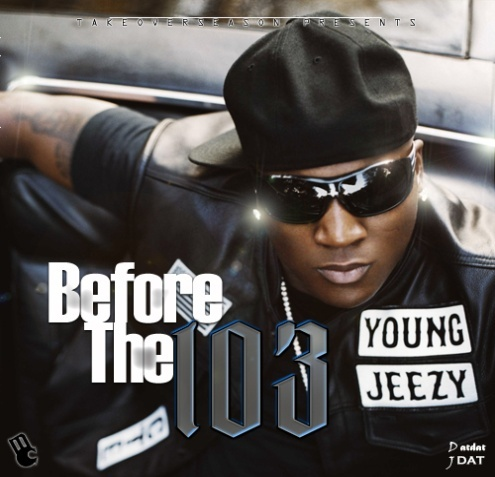 TAKEOVERSEASON PRESENTS
Before
The
103
YOUNG
JEEZY
Datdat
JDAT